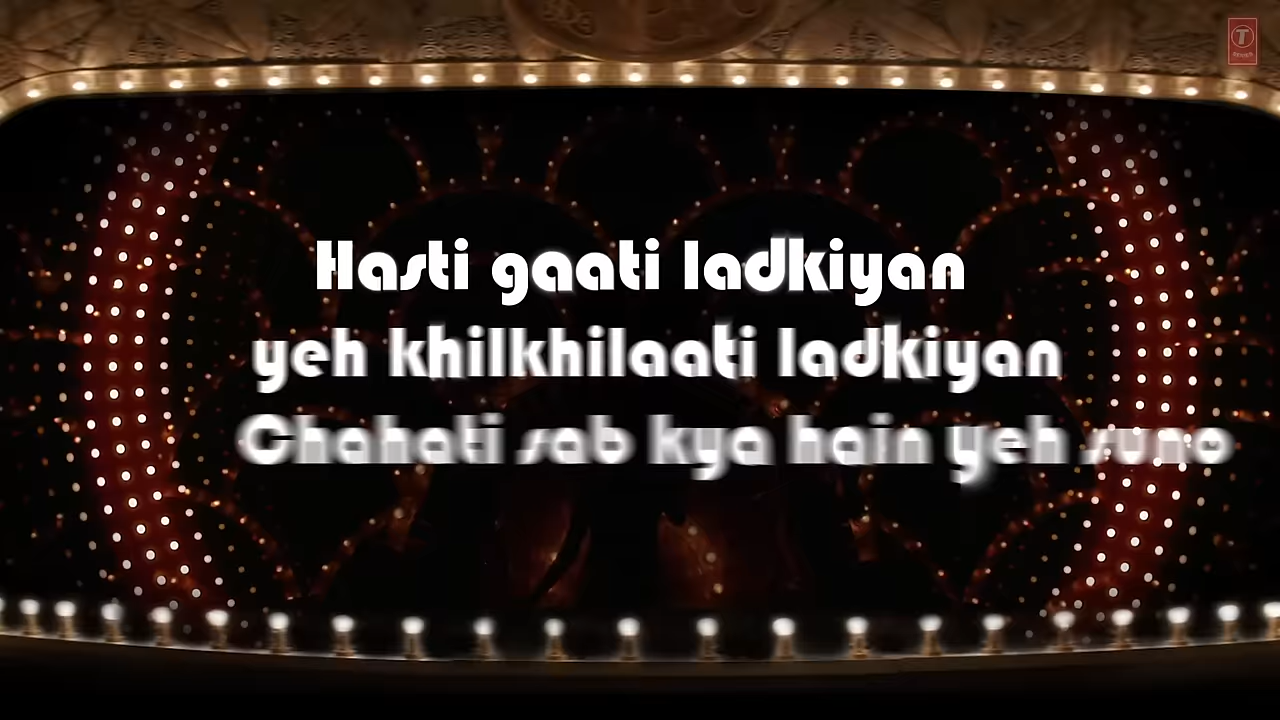 Hasti gaati ladkiyan
yeh khilkhilaati ladkiyan
Chahati sab kya hain yeh suno
T